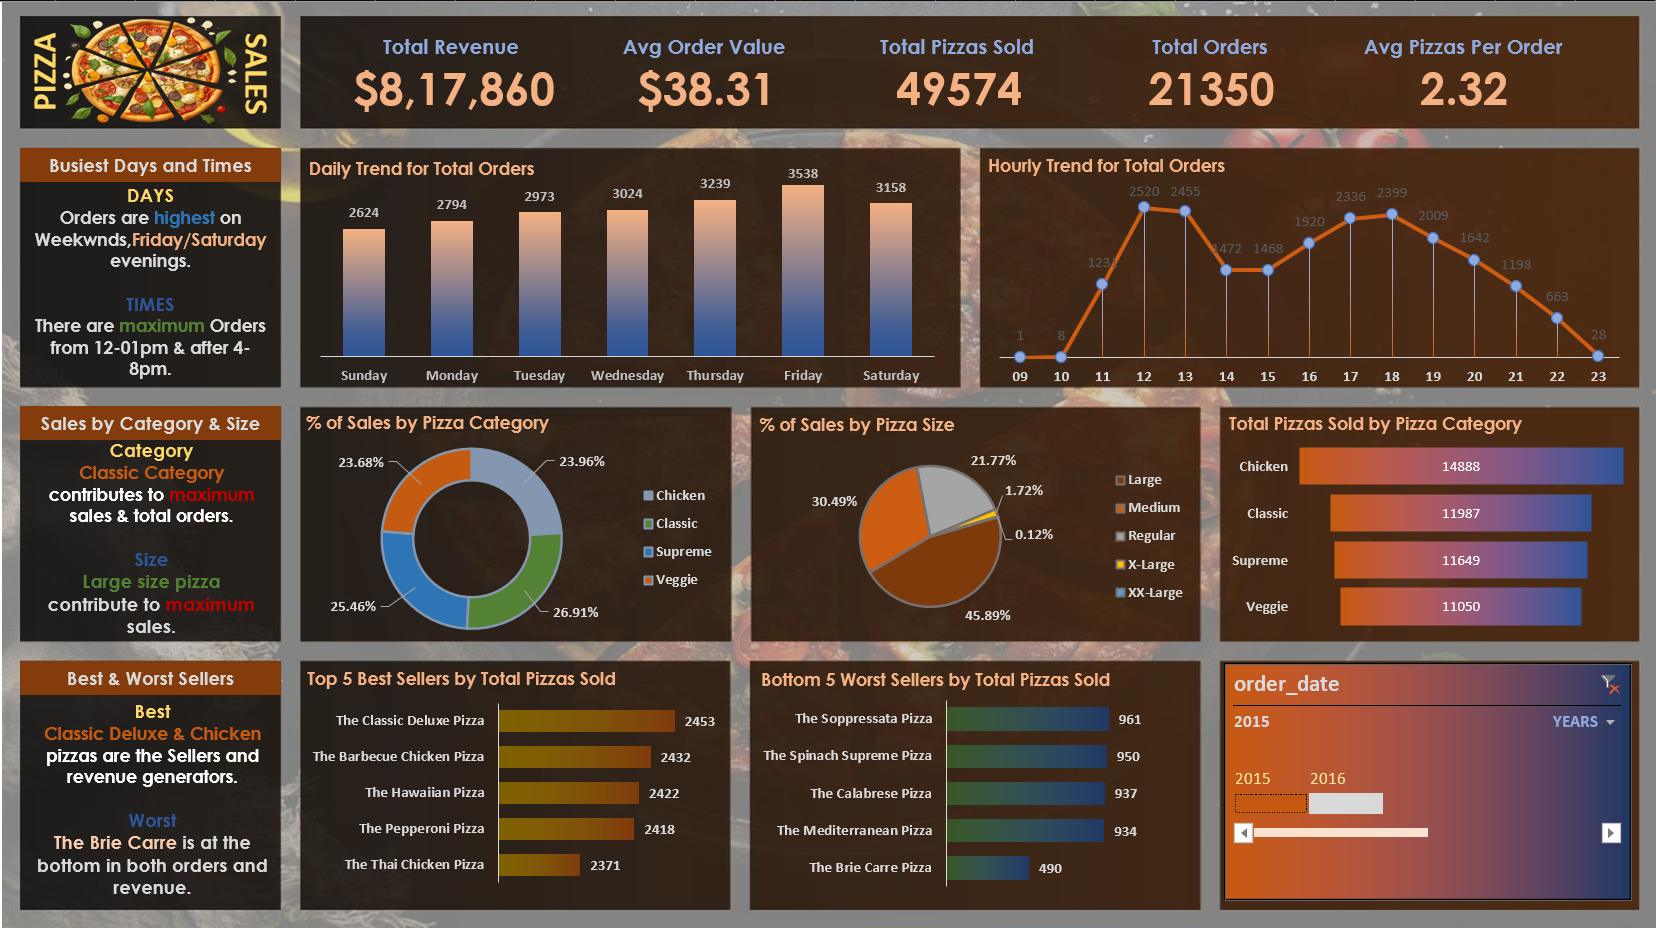 PIZZA
SALES
Total Revenue
$8,17,860
Avg Order Value
$38.31
Total Pizzas Sold
49574
Total Orders
21350
Avg Pizzas Per Order
2.32
Busiest Days and Times
DAYS
Orders are highest on
Weekwnds,Friday/Saturday
evenings.
TIMES
There are maximum Orders
from 12-01pm & after 4-
8pm.
Daily Trend for Total Orders
2624
2794
2973
3024
3239
3538
3158
Sunday
Monday
Tuesday
Wednesday
Thursday
Friday
Saturday
Hourly Trend for Total Orders
1
8
1231
2520
2455
1472
1468
1920
2336
2399
2009
1642
1198
663
28
09
10
11
12
13
14
15
16
17
18
19
20
21
22
23
Sales by Category & Size
Category
Classic Category
contributes to maximum
sales & total orders.
Size
Large size pizza
contribute to maximum
sales.
% of Sales by Pizza Category
23.68%
23.96%
25.46%
26.91%
Chicken
Classic
Supreme
Veggie
% of Sales by Pizza Size
21.77%
1.72%
30.49%
0.12%
45.89%
Large
Medium
Regular
X-Large
XX-Large
Total Pizzas Sold by Pizza Category
Chicken 14888
Classic 11987
Supreme 11649
Veggie 11050
Best & Worst Sellers
Best
Classic Deluxe & Chicken
pizzas are the Sellers and
revenue generators.
Worst
The Brie Carre is at the
bottom in both orders and
revenue.
Top 5 Best Sellers by Total Pizzas Sold
The Classic Deluxe Pizza 2453
The Barbecue Chicken Pizza 2432
The Hawaiian Pizza 2422
The Pepperoni Pizza 2418
The Thai Chicken Pizza 2371
Bottom 5 Worst Sellers by Total Pizzas Sold
The Soppressata Pizza 961
The Spinach Supreme Pizza 950
The Calabrese Pizza 937
The Mediterranean Pizza 934
The Brie Carre Pizza 490
order_date
2015 YEARS
2015 2016